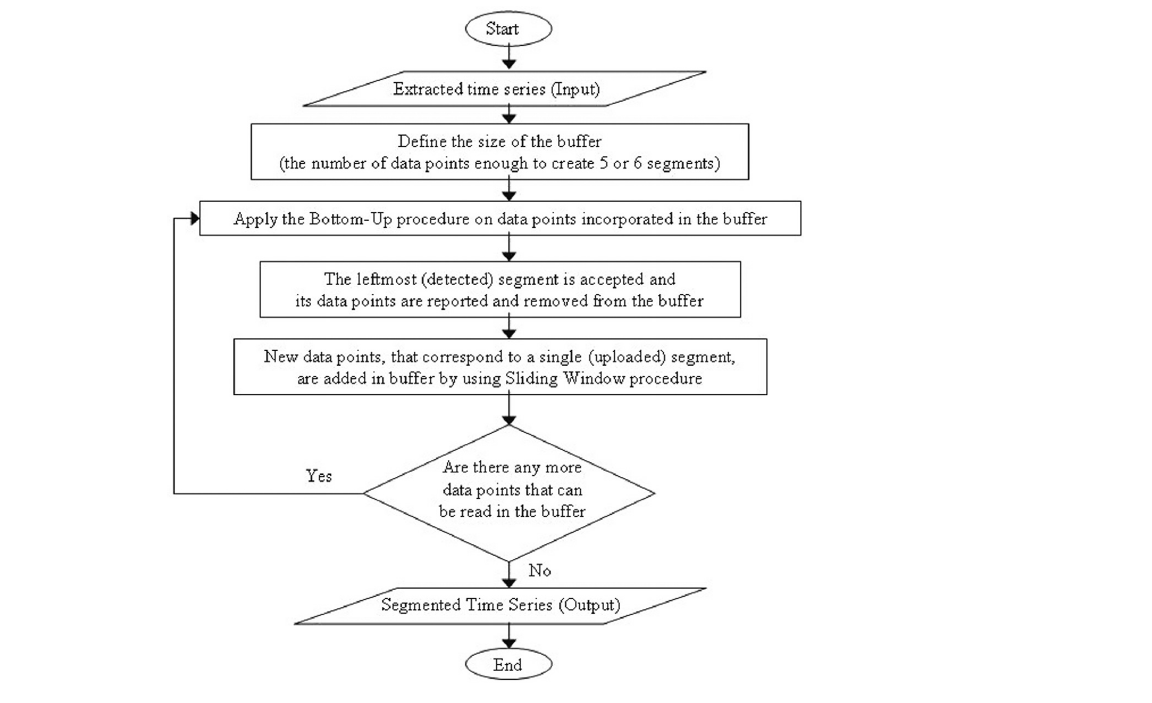 Start
Extracted time series (Input)
Define the size of the buffer
(the number of data points enough to create 5 or 6 segments)
Apply the Bottom-Up procedure on data points incorporated in the buffer
The leftmost (detected) segment is accepted and
its data points are reported and removed from the buffer
New data points, that correspond to a single (uploaded) segment,
are added in buffer by using Sliding Window procedure
Are there any more
data points that can
be read in the buffer
Yes
No
Segmented Time Series (Output)
End